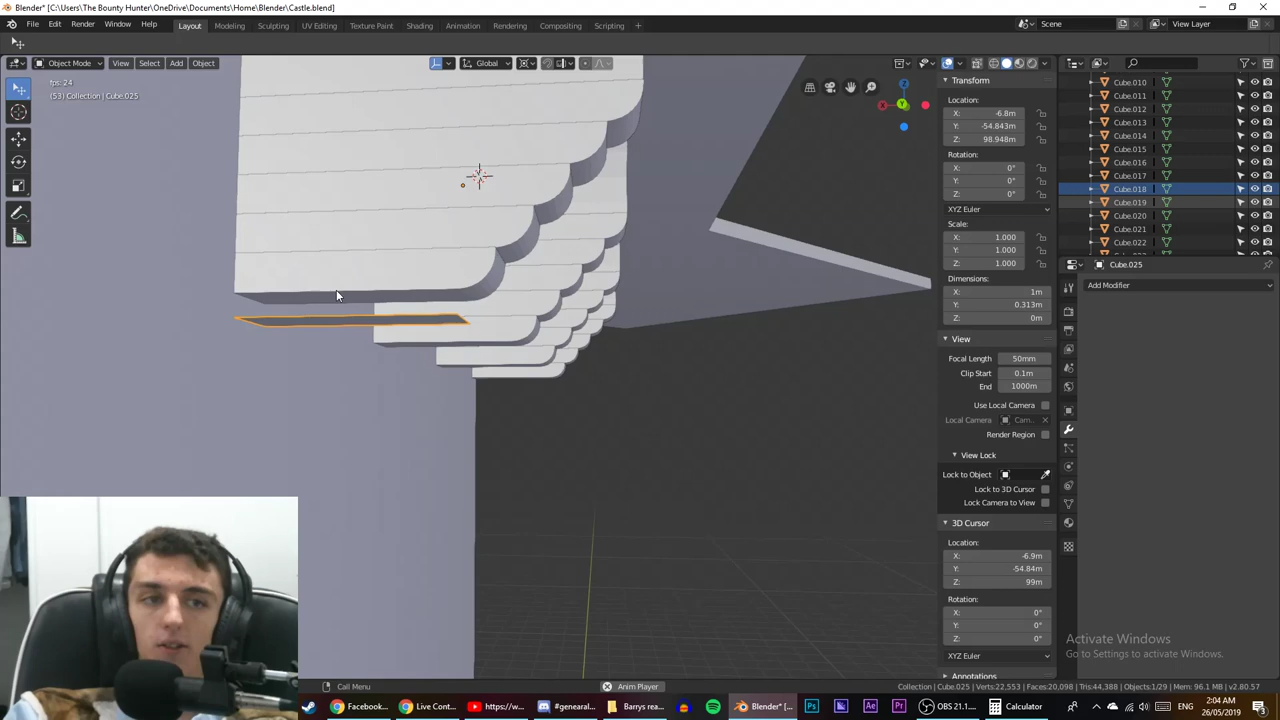 Blender* [C:\Users\The Bounty Hunter\OneDrive\Documents\Home\Blender\Castle.blend]
File Edit Render Window Help Layout Modeling Sculpting UV Editing Texture Paint Shading Animation Rendering Compositing Scripting Scene View Layer
Object Mode View Select Add Object Global
fps: 24
(53) Collection | Cube.025
Transform
Location:
X: -6.8m
Y: -54.843m
Z: 98.948m
Rotation:
X: 0°
Y: 0°
Z: 0°
XYZ Euler
Scale:
X: 1.000
Y: 1.000
Z: 1.000
Dimensions:
X: 1m
Y: 0.313m
Z: 0m
View
Focal Length 50mm
Clip Start 0.1m
End 1000m
Use Local Camera
Local Camera Cam..
Render Region
View Lock
Lock to Object
Lock to 3D Cursor
Lock Camera to View
3D Cursor
Location:
X: -6.9m
Y: -54.84m
Z: 99m
Rotation:
X: 0°
Y: 0°
Z: 0°
XYZ Euler
Annotations
Cube.010
Cube.011
Cube.012
Cube.013
Cube.014
Cube.015
Cube.016
Cube.017
Cube.018
Cube.019
Cube.020
Cube.021
Cube.022
Cube.025
Add Modifier
Activate Windows
Go to Settings to activate Windows.
Call Menu Anim Player Collection | Cube.025 | Verts:22,553 | Faces:20,098 | Tris:44,388 | Objects:1/29 | Mem: 96.1 MB | v2.80.57
Facebook... Live Cont... https://w... #general... Barrys rea... Blender* [... Ps Ae Pr OBS 21.1.... Calculator ENG 2:04 AM 26/05/2019